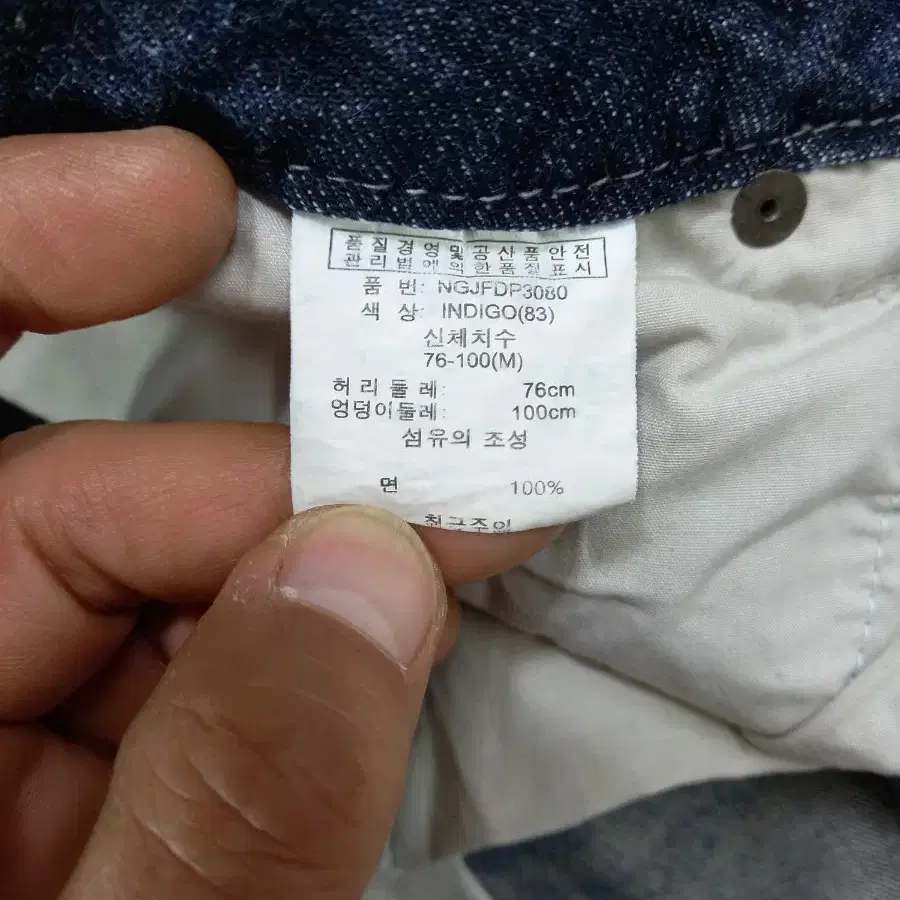 품질경영및공산품안전
관리법에의한품질표시
품 번: NGJFDP3080
색 상: INDIGO(83)
신체치수
76-100(M)
허리둘레: 76cm
엉덩이둘레: 100cm
섬유의 조성
면 100%